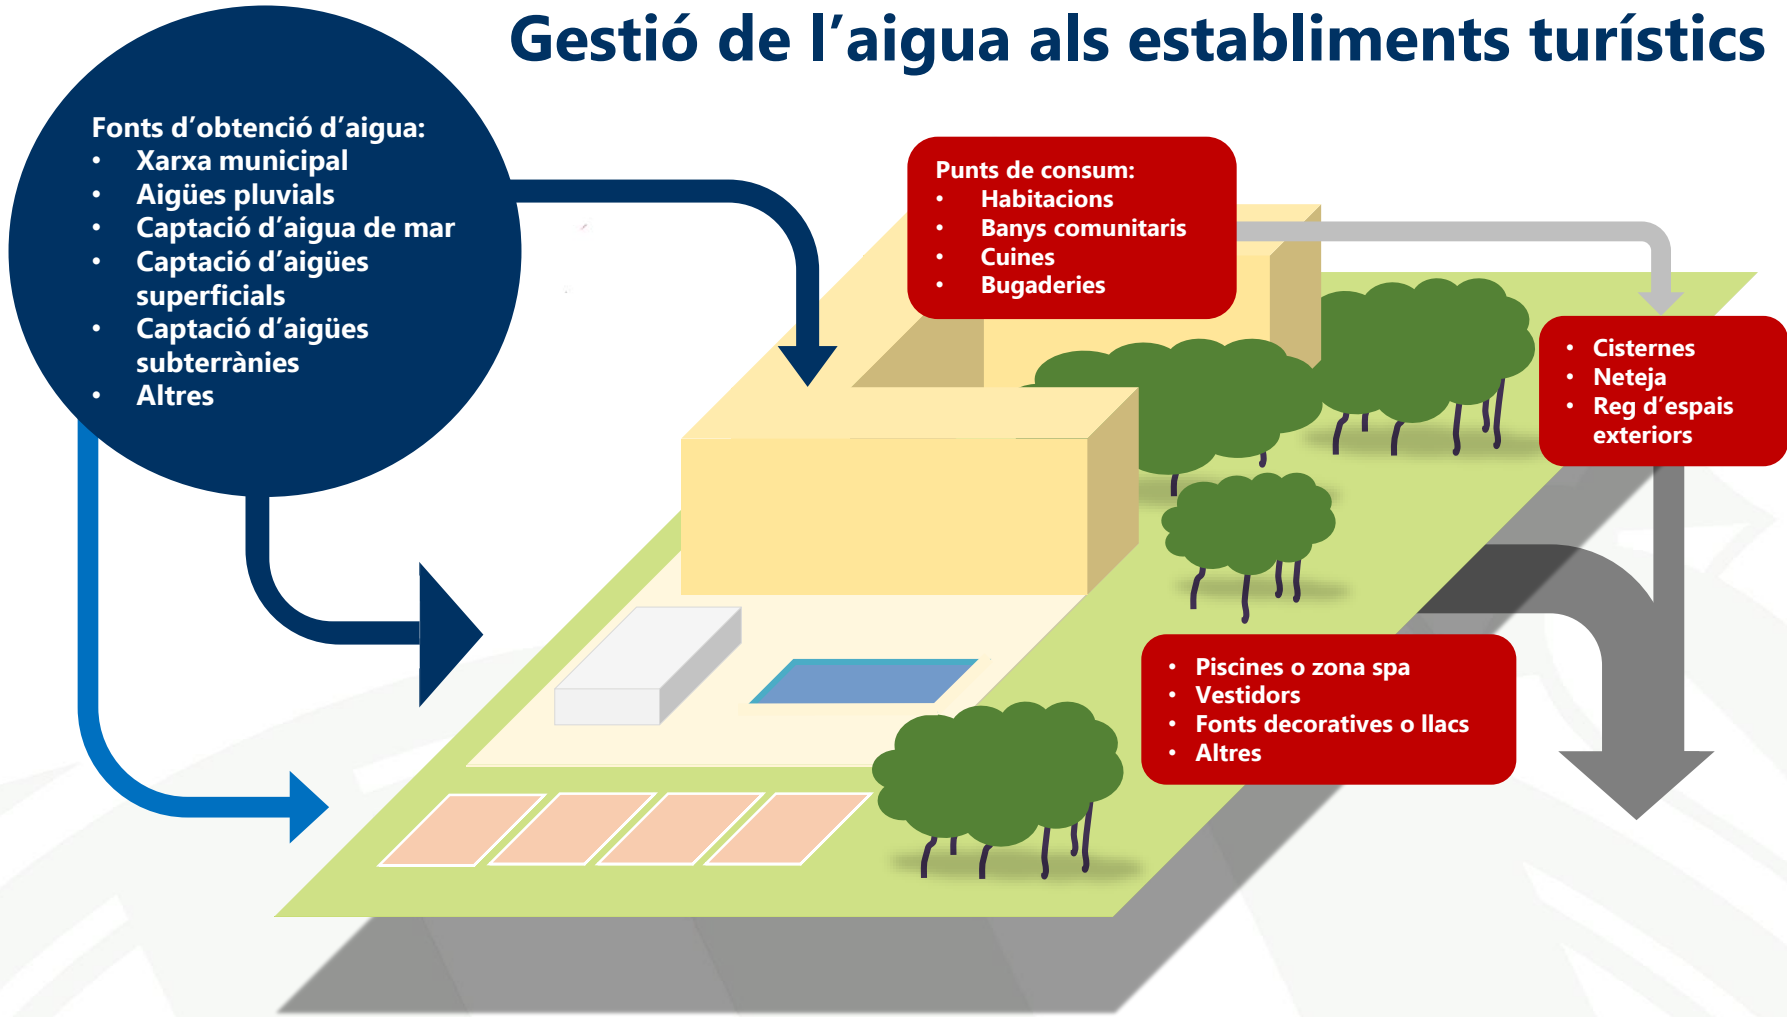 Gestió de l’aigua als establiments turístics
Fonts d’obtenció d’aigua:
• Xarxa municipal
• Aigües pluvials
• Captació d’aigua de mar
• Captació d’aigües
superficials
• Captació d’aigües
subterrànies
• Altres
Punts de consum:
• Habitacions
• Banys comunitaris
• Cuines
• Bugaderies
• Cisternes
• Neteja
• Reg d’espais
exteriors
• Piscines o zona spa
• Vestidors
• Fonts decoratives o llacs
• Altres